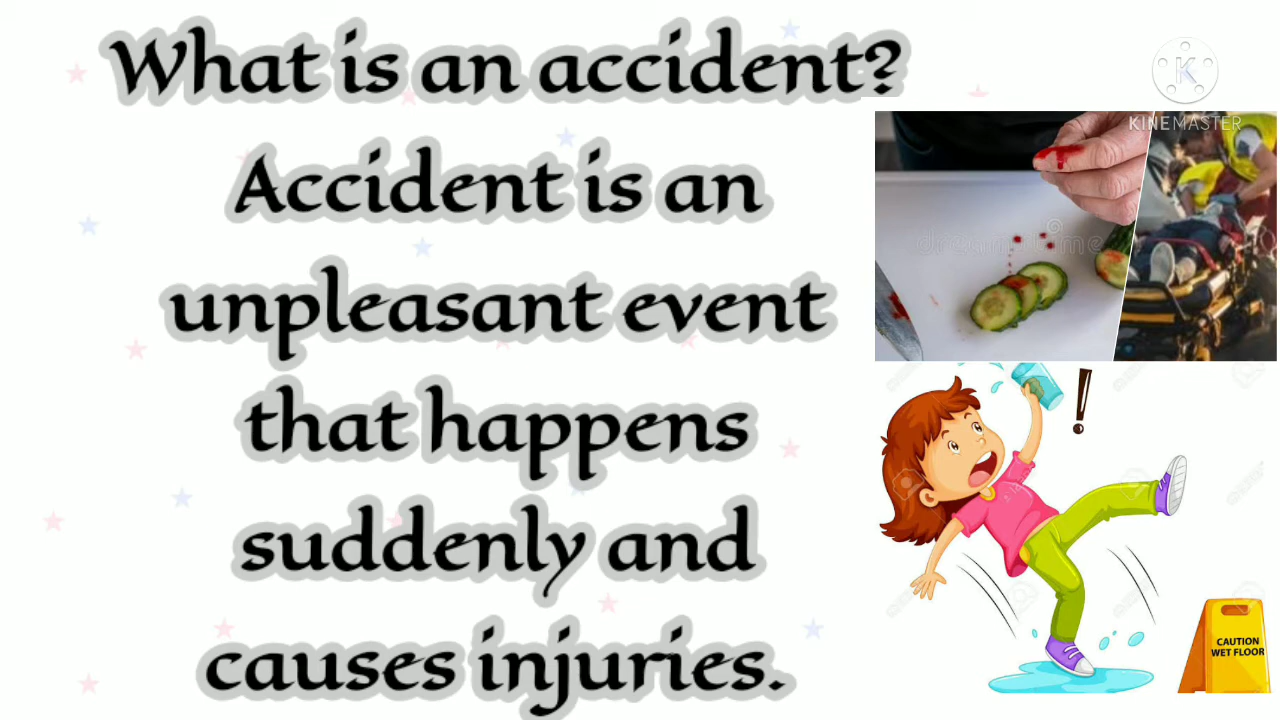 What is an accident?
KINEMASTER
Accident is an
dreamstime
unpleasant event
that happens
!
suddenly and
CAUTION
WET FLOOR
causes injuries.